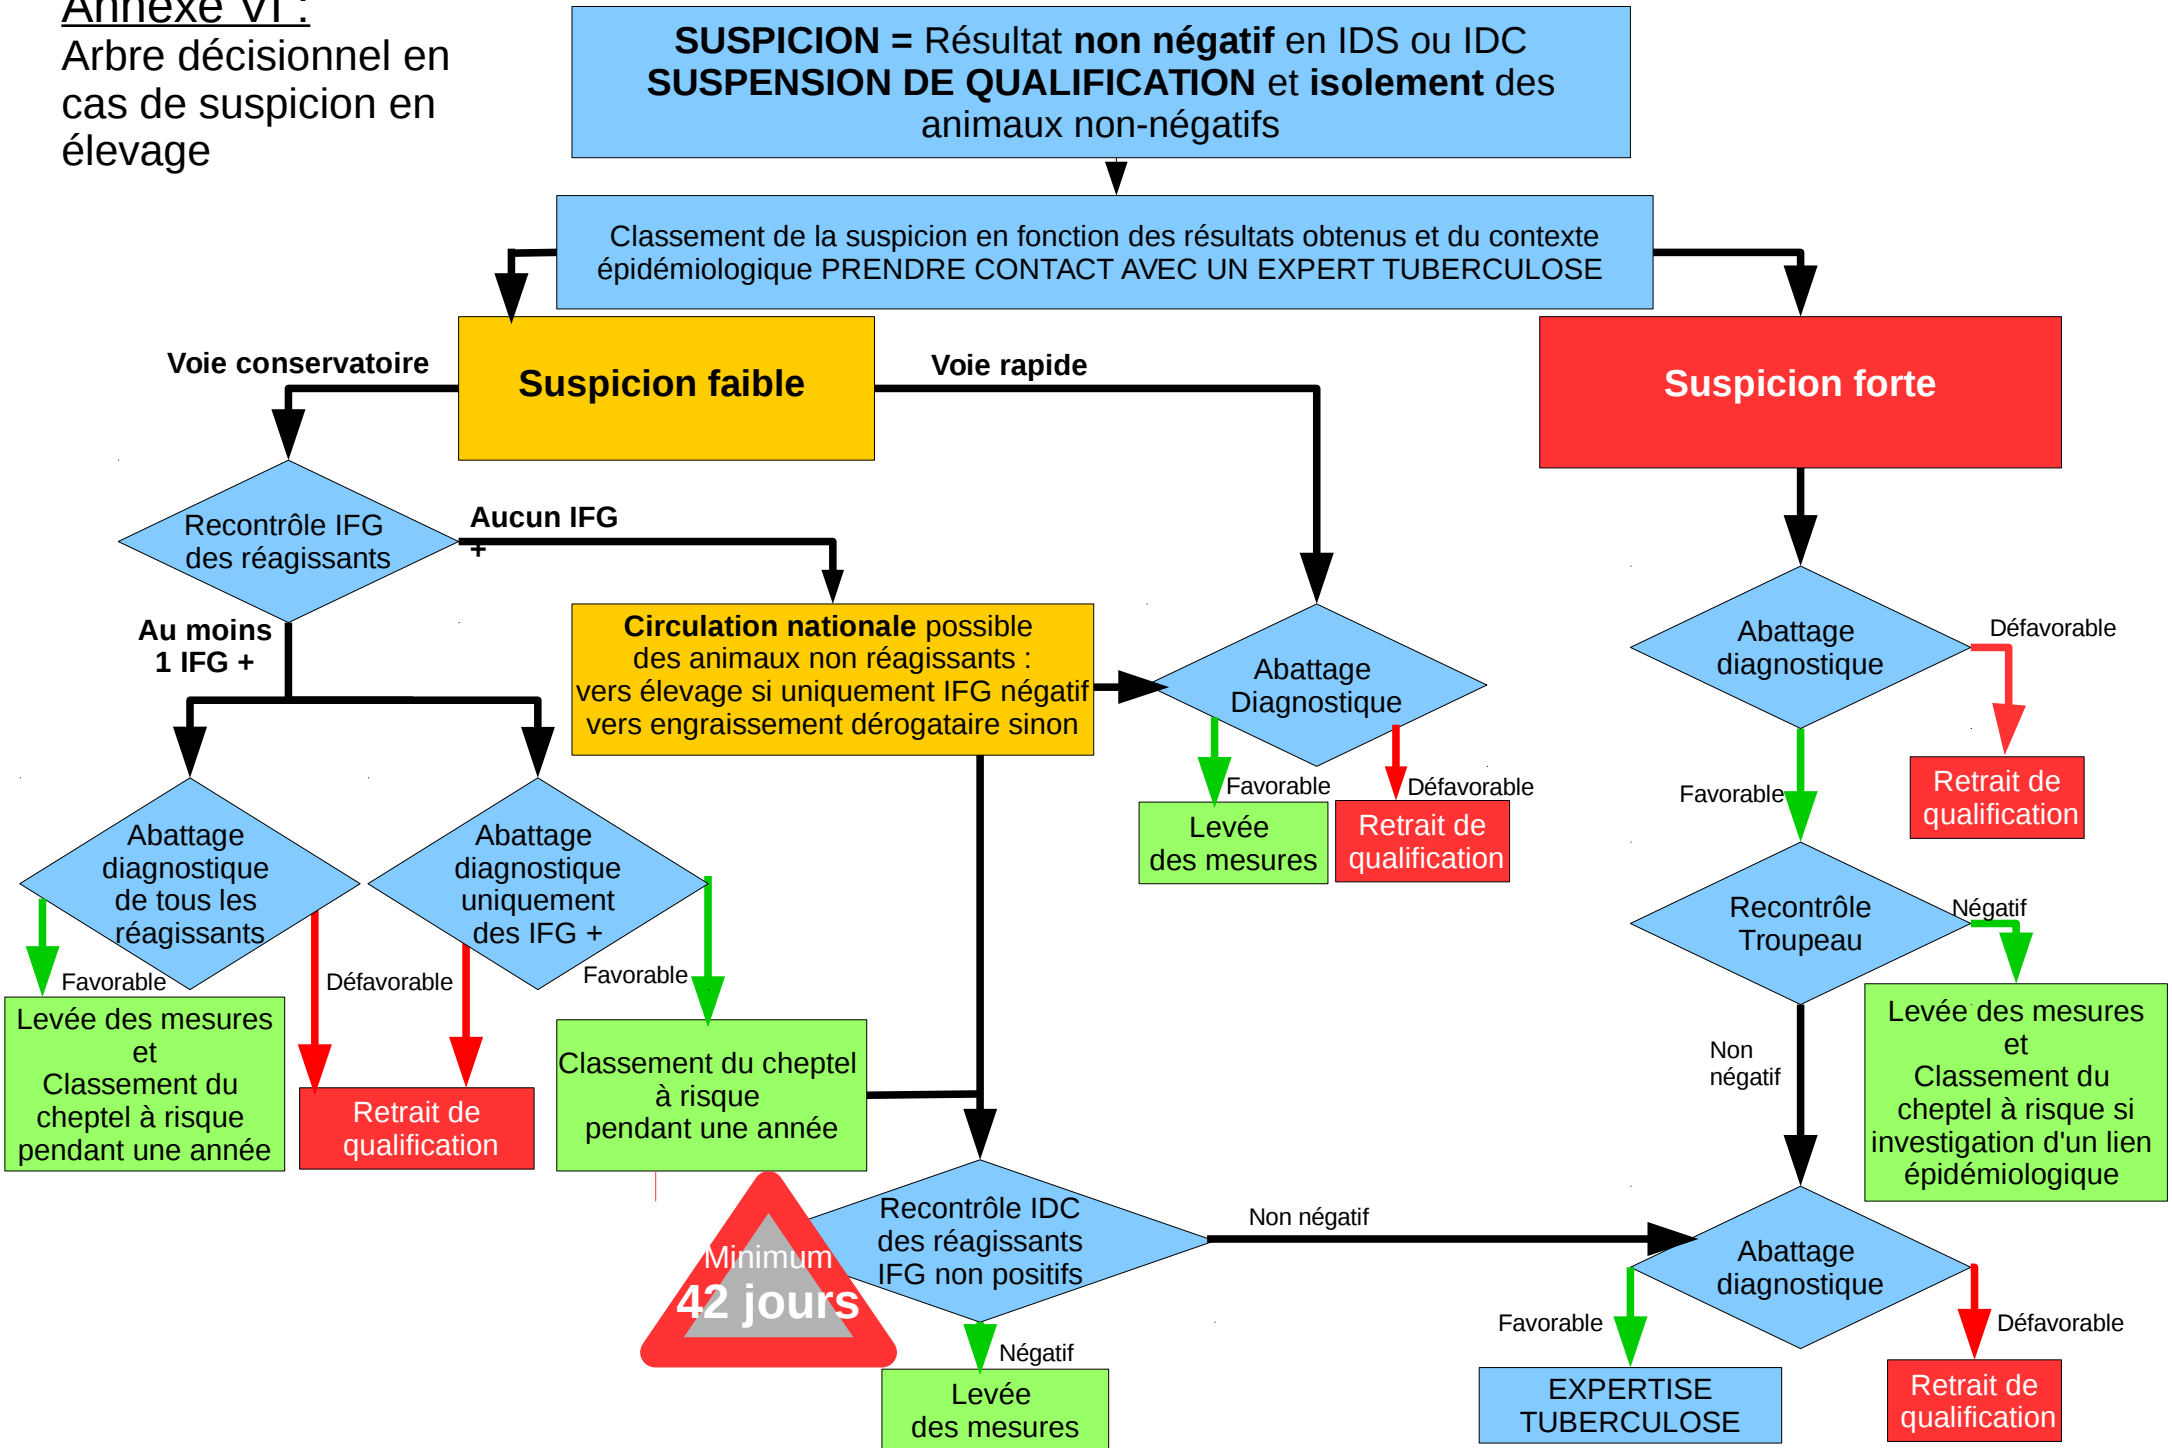 Annexe VI :
Arbre décisionnel en
cas de suspicion en
élevage
SUSPICION = Résultat non négatif en IDS ou IDC
SUSPENSION DE QUALIFICATION et isolement des
animaux non-négatifs
Classement de la suspicion en fonction des résultats obtenus et du contexte
épidémiologique PRENDRE CONTACT AVEC UN EXPERT TUBERCULOSE
Voie conservatoire
Suspicion faible
Voie rapide
Suspicion forte
Recontrôle IFG
des réagissants
Aucun IFG
+
Au moins
1 IFG +
Circulation nationale possible
des animaux non réagissants :
vers élevage si uniquement IFG négatif
vers engraissement dérogataire sinon
Abattage
Diagnostique
Favorable
Défavorable
Levée
des mesures
Retrait de
qualification
Abattage
diagnostique
Défavorable
Retrait de
qualification
Favorable
Abattage
diagnostique
de tous les
réagissants
Abattage
diagnostique
uniquement
des IFG +
Favorable
Défavorable
Favorable
Levée des mesures
et
Classement du
cheptel à risque
pendant une année
Retrait de
qualification
Classement du cheptel
à risque
pendant une année
Recontrôle
Troupeau
Négatif
Non
négatif
Levée des mesures
et
Classement du
cheptel à risque si
investigation d'un lien
épidémiologique
Minimum
42 jours
Recontrôle IDC
des réagissants
IFG non positifs
Non négatif
Négatif
Levée
des mesures
Abattage
diagnostique
Favorable
Défavorable
EXPERTISE
TUBERCULOSE
Retrait de
qualification